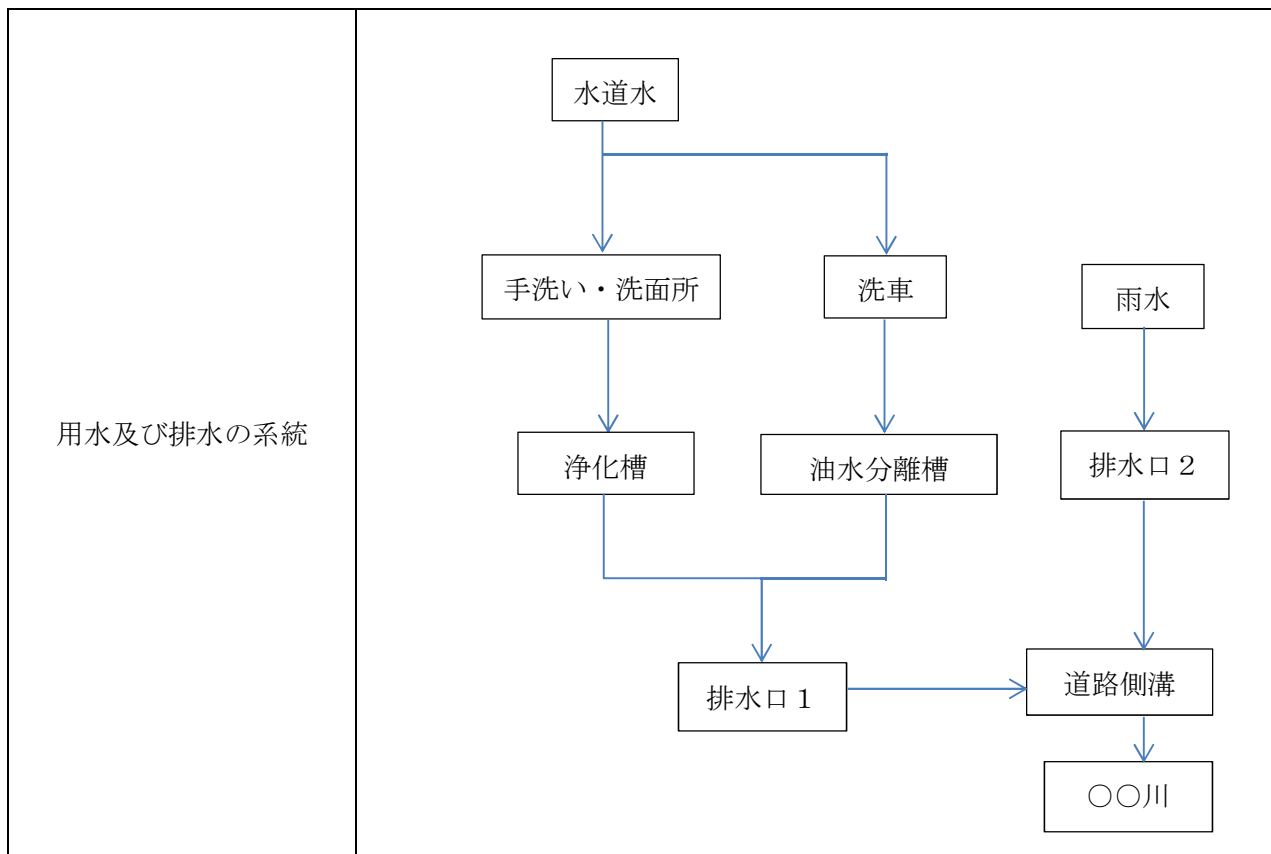 用水及び排水の系統
水道水
手洗い・洗面所
洗車
雨水
浄化槽
油水分離槽
排水口２
排水口１
道路側溝
○○川